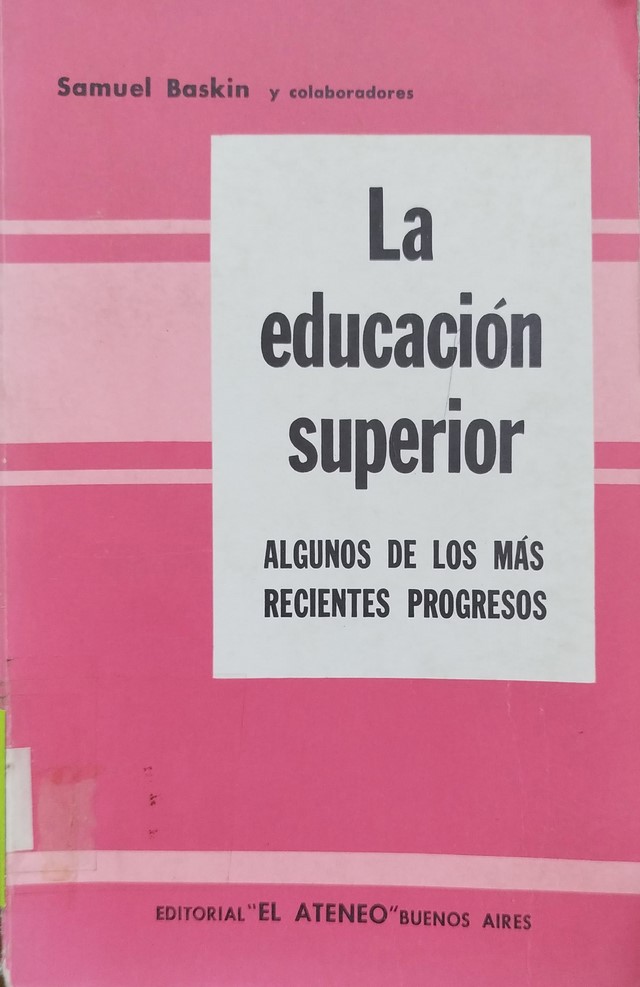 Samuel Baskin y colaboradores
La
educación
superior
ALGUNOS DE LOS MÁS
RECIENTES PROGRESOS
EDITORIAL "EL ATENEO" BUENOS AIRES